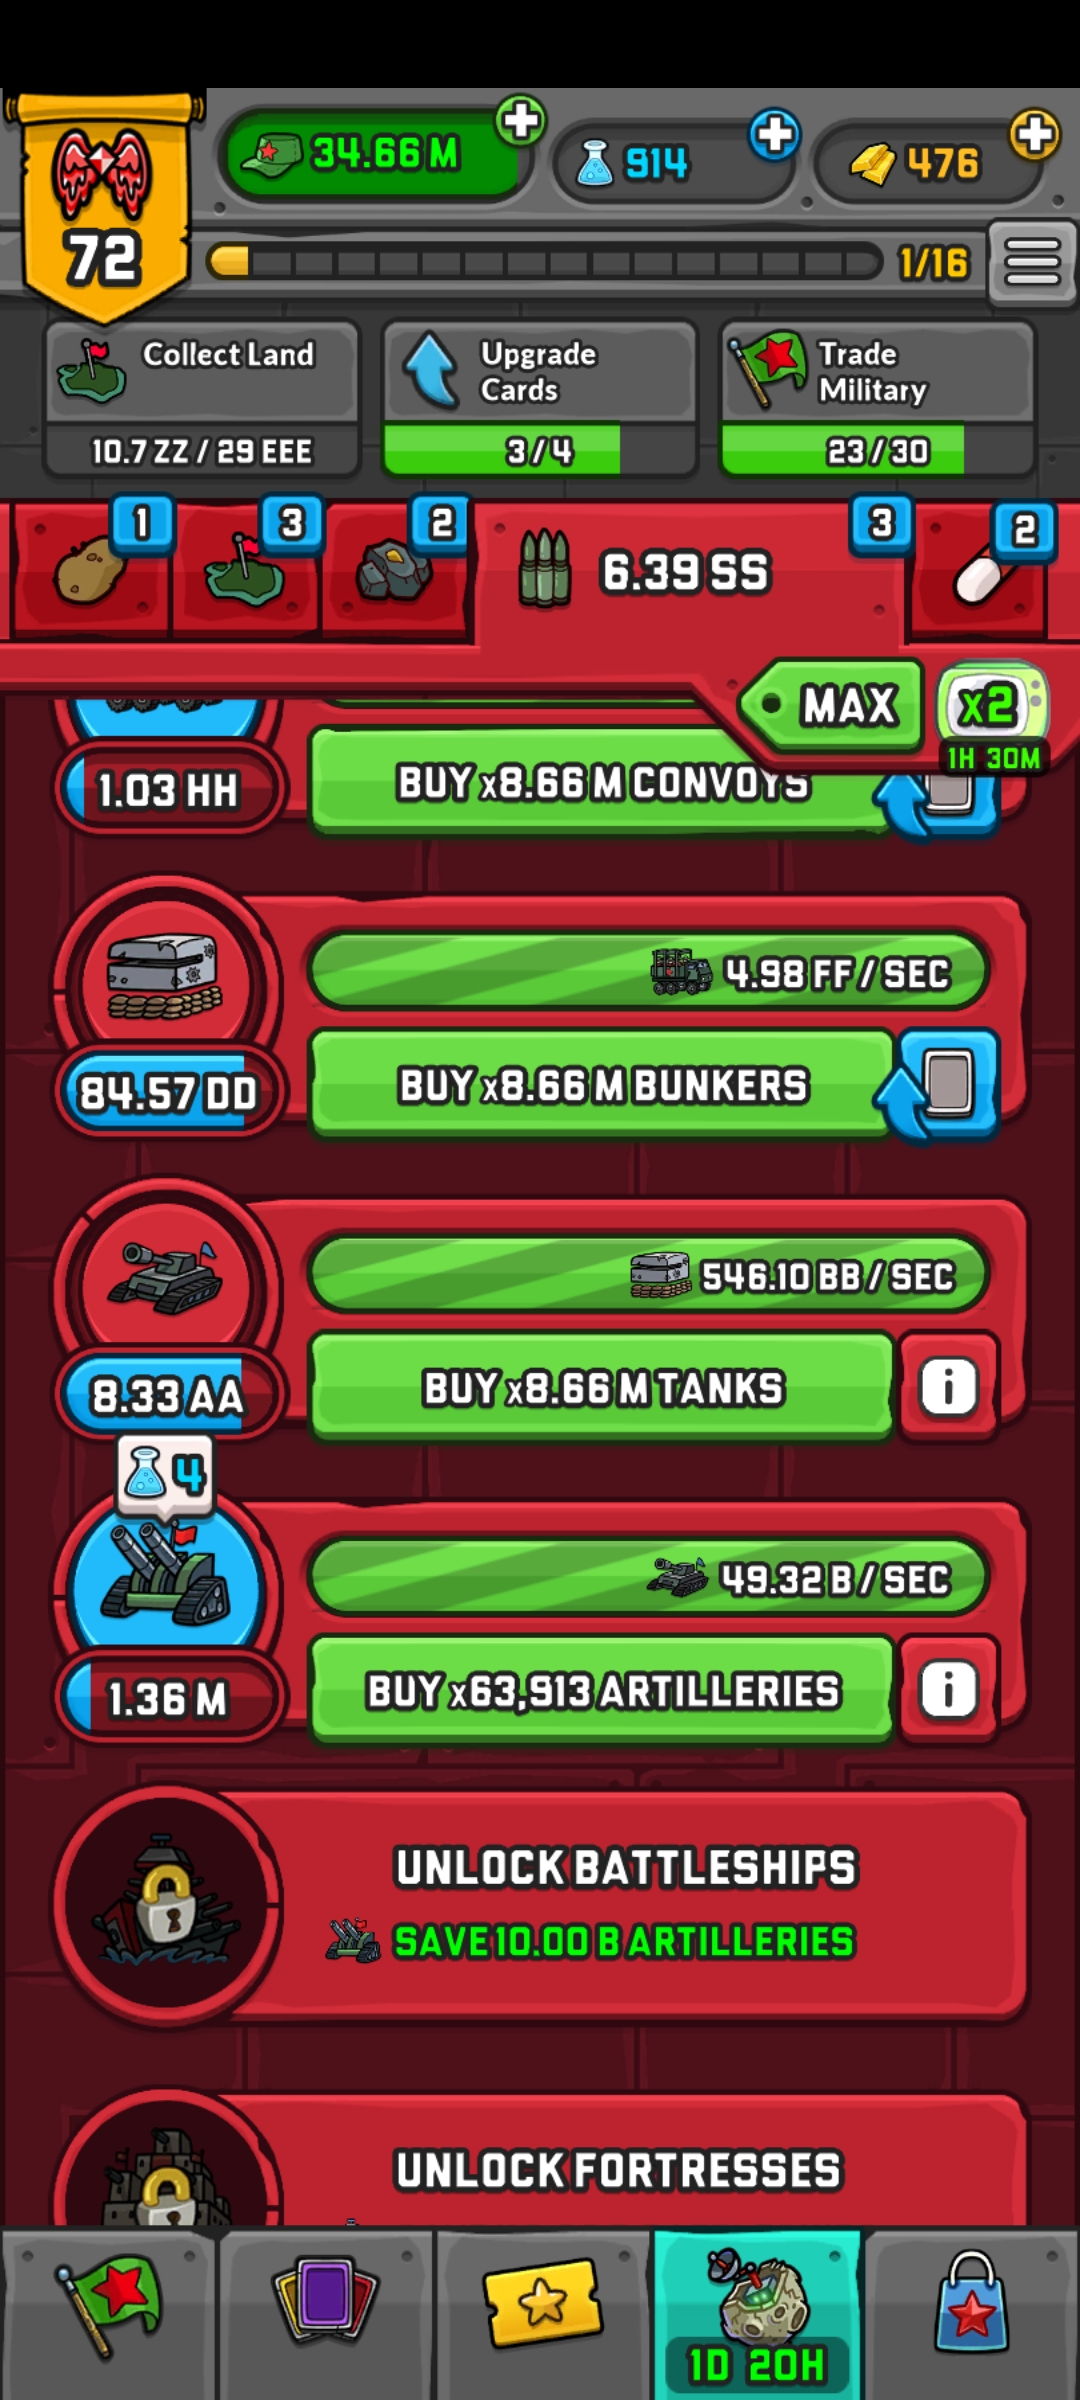 34.66 M
914
476
72
1/16
Collect Land
10.7 ZZ / 29 EEE
Upgrade
Cards
3/4
Trade
Military
23/30
1
3
2
6.39 SS
3
2
MAX
x2
1H 30M
1.03 HH
BUY x8.66 M CONVOYS
4.98 FF / SEC
84.57 DD
BUY x8.66 M BUNKERS
546.10 BB / SEC
8.33 AA
BUY x8.66 M TANKS
i
4
49.32 B / SEC
1.36 M
BUY x63,913 ARTILLERIES
i
UNLOCK BATTLESHIPS
SAVE 10.00 B ARTILLERIES
UNLOCK FORTRESSES
1D 20H